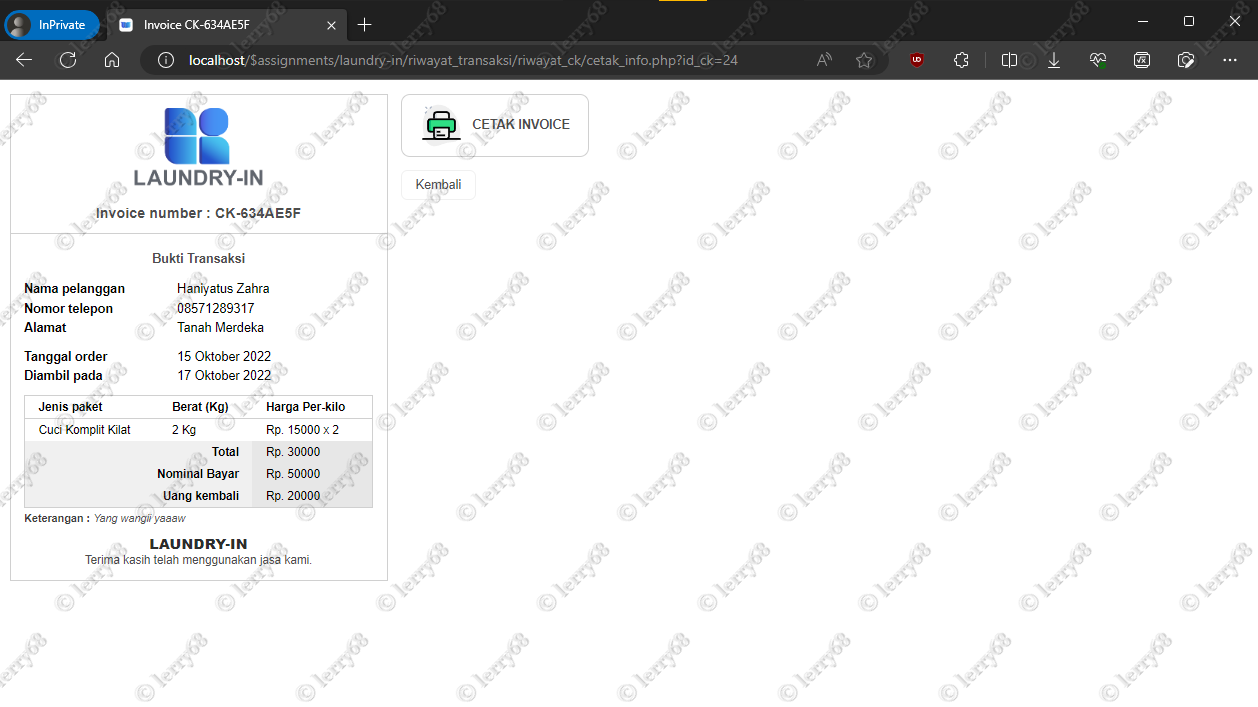 InPrivate
Invoice CK-634AE5F
localhost/$assignments/laundry-in/riwayat_transaksi/riwayat_ck/cetak_info.php?id_ck=24
LAUNDRY-IN
Invoice number : CK-634AE5F
Bukti Transaksi
Nama pelanggan Haniyatus Zahra
Nomor telepon 08571289317
Alamat Tanah Merdeka
Tanggal order 15 Oktober 2022
Diambil pada 17 Oktober 2022
Jenis paket Berat (Kg) Harga Per-kilo
Cuci Komplit Kilat 2 Kg Rp. 15000 x 2
Total Rp. 30000
Nominal Bayar Rp. 50000
Uang kembali Rp. 20000
Keterangan : Yang wangii yaaaw
LAUNDRY-IN
Terima kasih telah menggunakan jasa kami.
CETAK INVOICE
Kembali
© lerry68